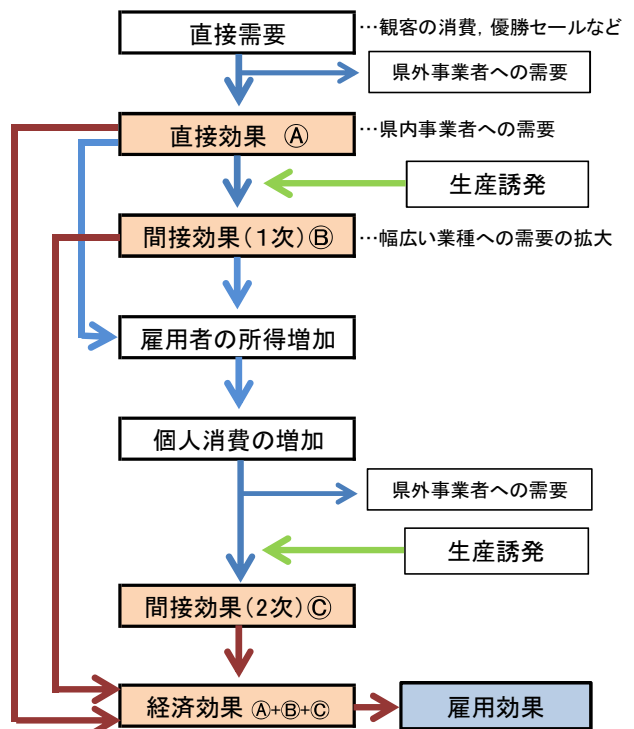 直接需要
…観客の消費，優勝セールなど
県外事業者への需要
直接効果 Ⓐ
…県内事業者への需要
生産誘発
間接効果（１次）Ⓑ
…幅広い業種への需要の拡大
雇用者の所得増加
個人消費の増加
県外事業者への需要
生産誘発
間接効果（２次）Ⓒ
経済効果 Ⓐ+Ⓑ+Ⓒ
雇用効果